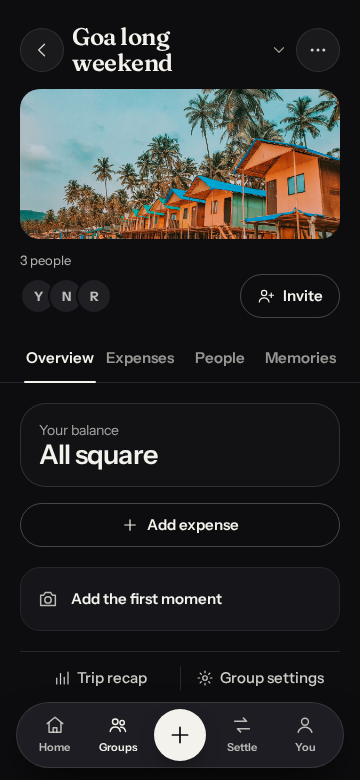 Goa long
weekend
3 people
Y N R
Invite
Overview Expenses People Memories
Your balance
All square
Add expense
Add the first moment
Trip recap Group settings
Home Groups Settle You